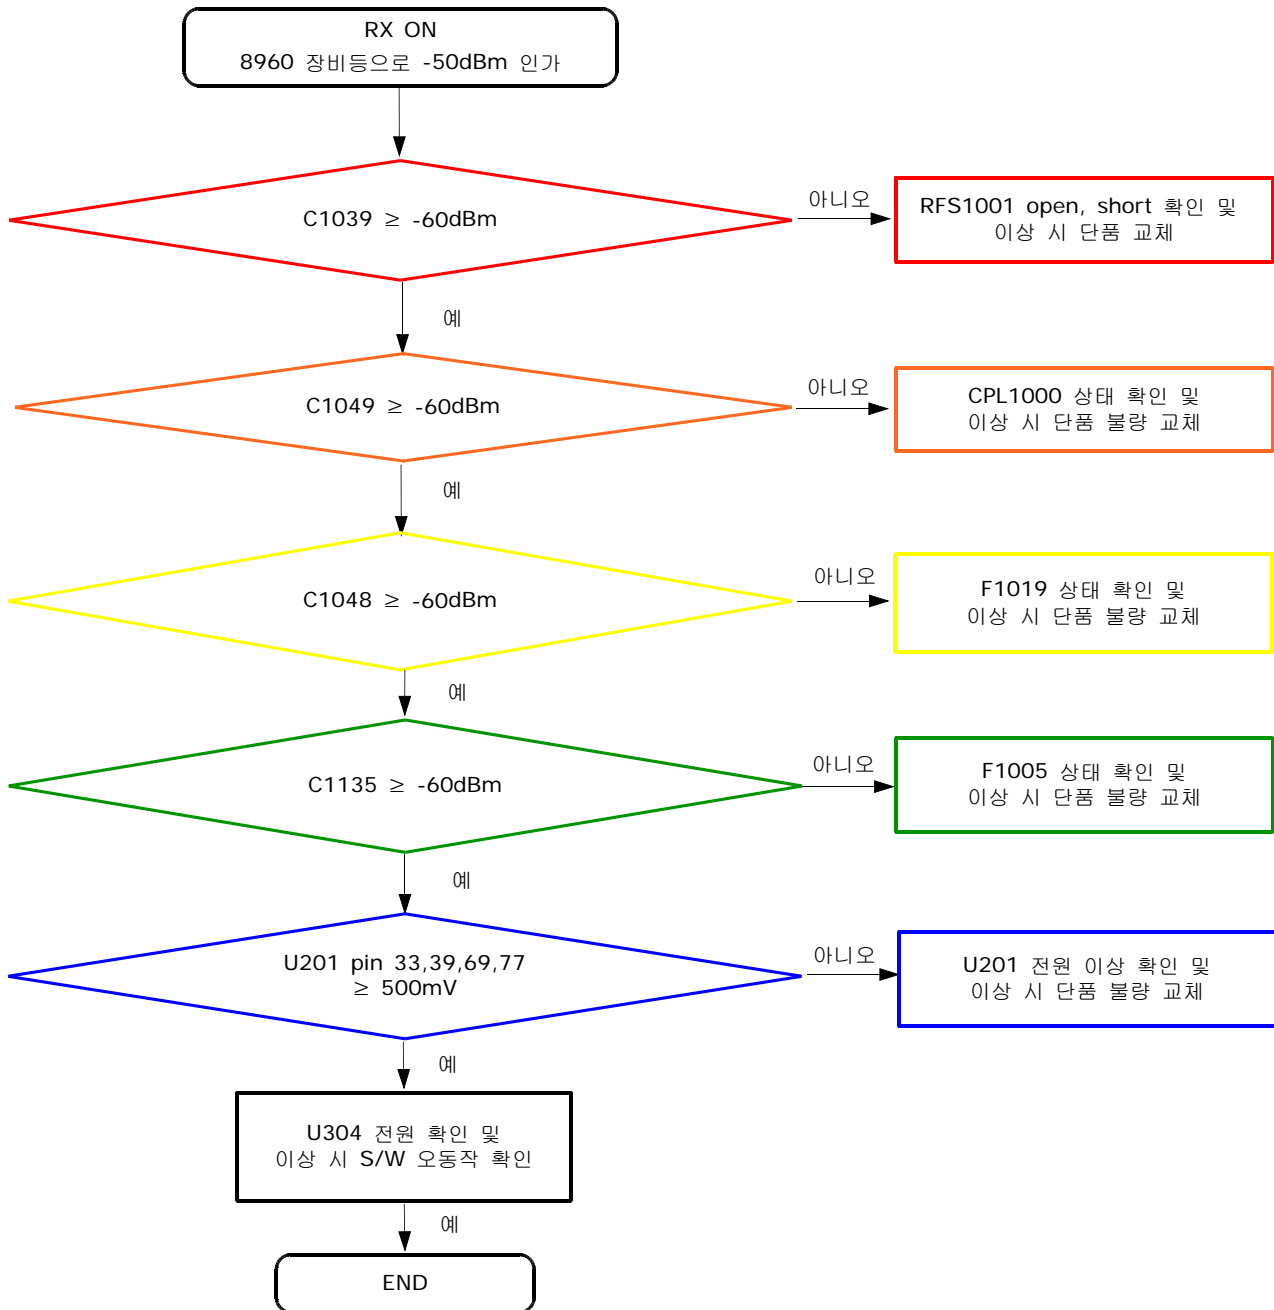 RX ON
8960 장비등으로 -50dBm 인가
C1039 ≥ -60dBm
아니오
RFS1001 open, short 확인 및
이상 시 단품 교체
예
C1049 ≥ -60dBm
아니오
CPL1000 상태 확인 및
이상 시 단품 불량 교체
예
C1048 ≥ -60dBm
아니오
F1019 상태 확인 및
이상 시 단품 불량 교체
예
C1135 ≥ -60dBm
아니오
F1005 상태 확인 및
이상 시 단품 불량 교체
예
U201 pin 33,39,69,77
≥ 500mV
아니오
U201 전원 이상 확인 및
이상 시 단품 불량 교체
예
U304 전원 확인 및
이상 시 S/W 오동작 확인
예
END